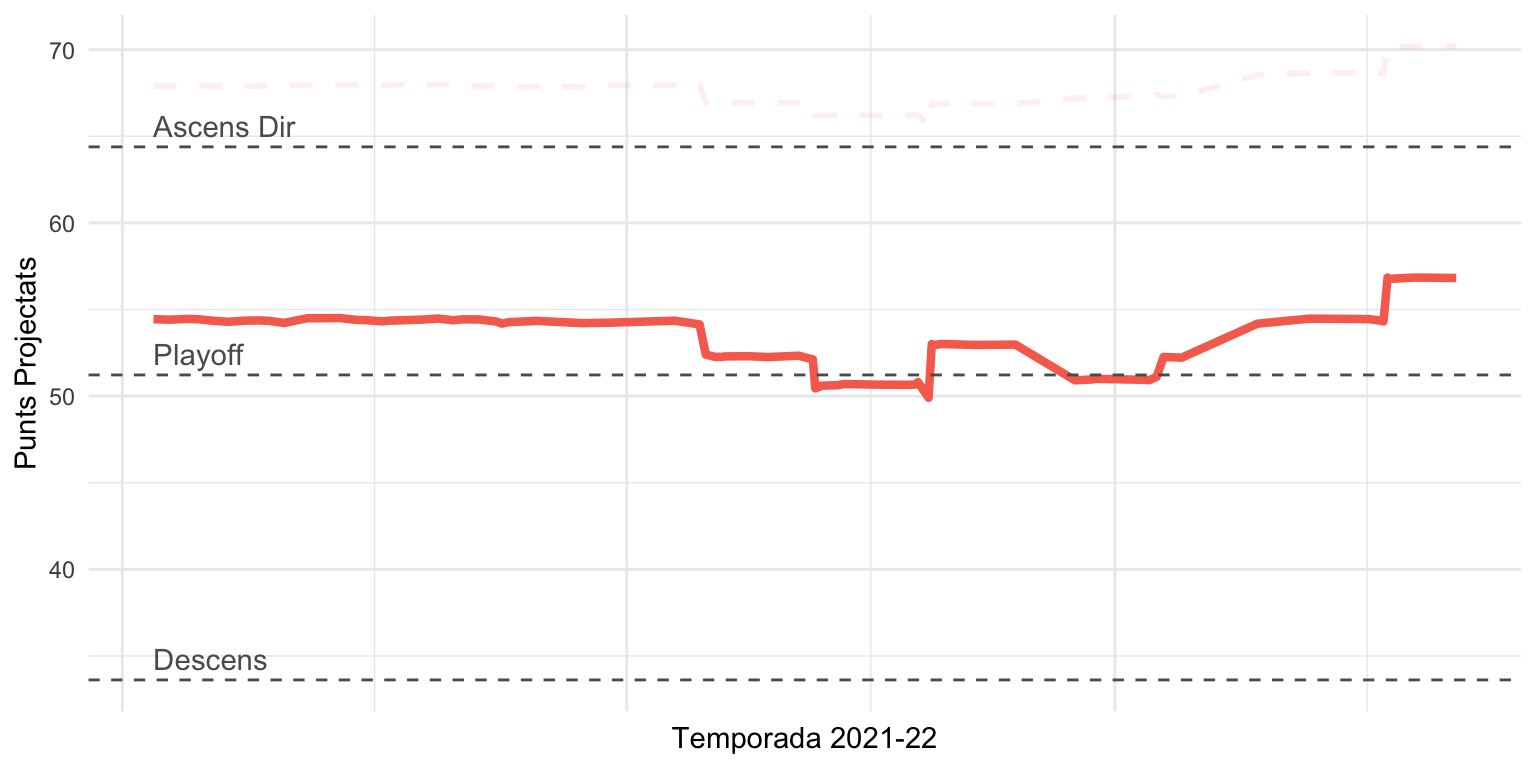 70
Ascens Dir
60
Playoff
50
40
Descens
Punts Projectats
Temporada 2021-22